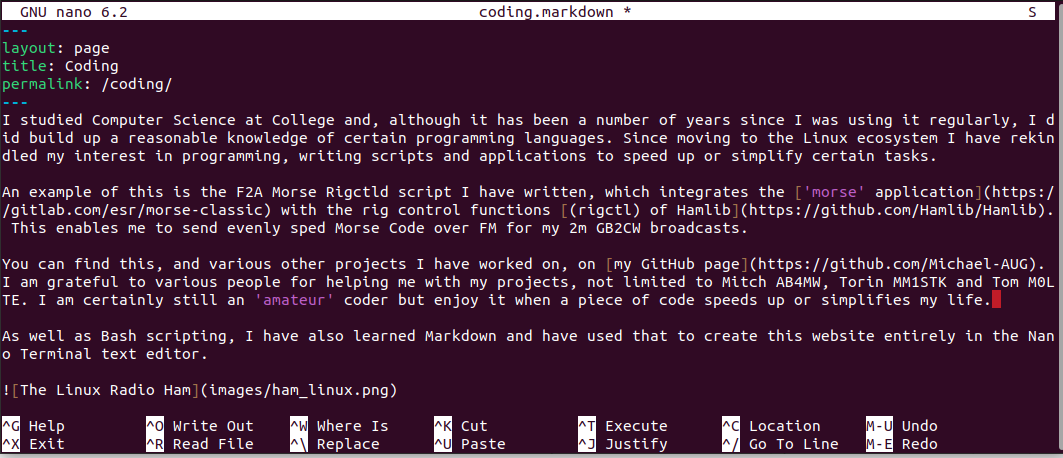 GNU nano 6.2 coding.markdown * S
---
layout: page
title: Coding
permalink: /coding/
---
I studied Computer Science at College and, although it has been a number of years since I was using it regularly, I d
id build up a reasonable knowledge of certain programming languages. Since moving to the Linux ecosystem I have rekin
dled my interest in programming, writing scripts and applications to speed up or simplify certain tasks.
An example of this is the F2A Morse Rigctld script I have written, which integrates the ['morse' application](https:/
/gitlab.com/esr/morse-classic) with the rig control functions [(rigctl) of Hamlib](https://github.com/Hamlib/Hamlib).
This enables me to send evenly sped Morse Code over FM for my 2m GB2CW broadcasts.
You can find this, and various other projects I have worked on, on [my GitHub page](https://github.com/Michael-AUG).
I am grateful to various people for helping me with my projects, not limited to Mitch AB4MW, Torin MM1STK and Tom M0L
TE. I am certainly still an 'amateur' coder but enjoy it when a piece of code speeds up or simplifies my life.
As well as Bash scripting, I have also learned Markdown and have used that to create this website entirely in the Nan
o Terminal text editor.
![The Linux Radio Ham](images/ham_linux.png)
^G Help ^O Write Out ^W Where Is ^K Cut ^T Execute ^C Location M-U Undo
^X Exit ^R Read File ^\ Replace ^U Paste ^J Justify ^/ Go To Line M-E Redo